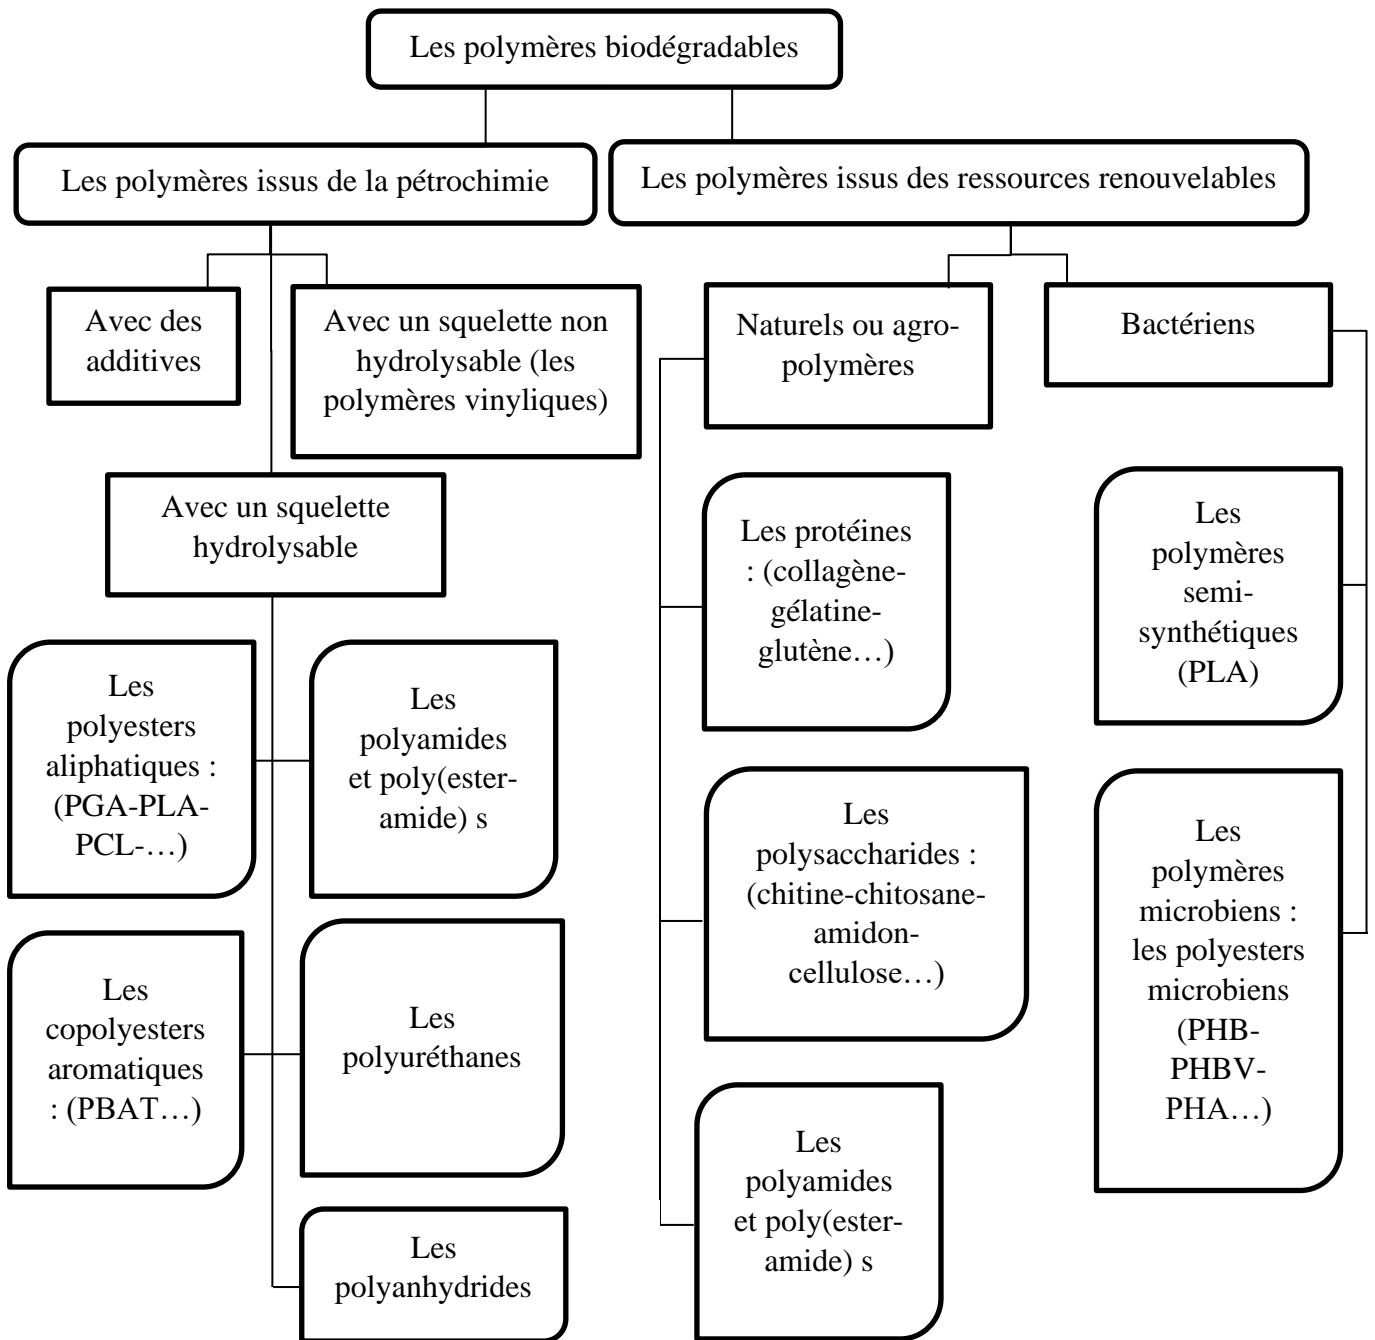 Les polymères biodégradables
Les polymères issus de la pétrochimie
Les polymères issus des ressources renouvelables
Avec des
additives
Avec un squelette non
hydrolysable (les
polymères vinyliques)
Naturels ou agro-
polymères
Bactériens
Avec un squelette
hydrolysable
Les protéines
: (collagène-
gélatine-
glutène…)
Les
polymères
semi-
synthétiques
(PLA)
Les
polyesters
aliphatiques :
(PGA-PLA-
PCL-…)
Les
polyamides
et poly(ester-
amide) s
Les
polysaccharides :
(chitine-chitosane-
amidon-
cellulose…)
Les
polymères
microbiens :
les polyesters
microbiens
(PHB-
PHBV-
PHA…)
Les
copolyesters
aromatiques
: (PBAT…)
Les
polyuréthanes
Les
polyamides
et poly(ester-
amide) s
Les
polyanhydrides